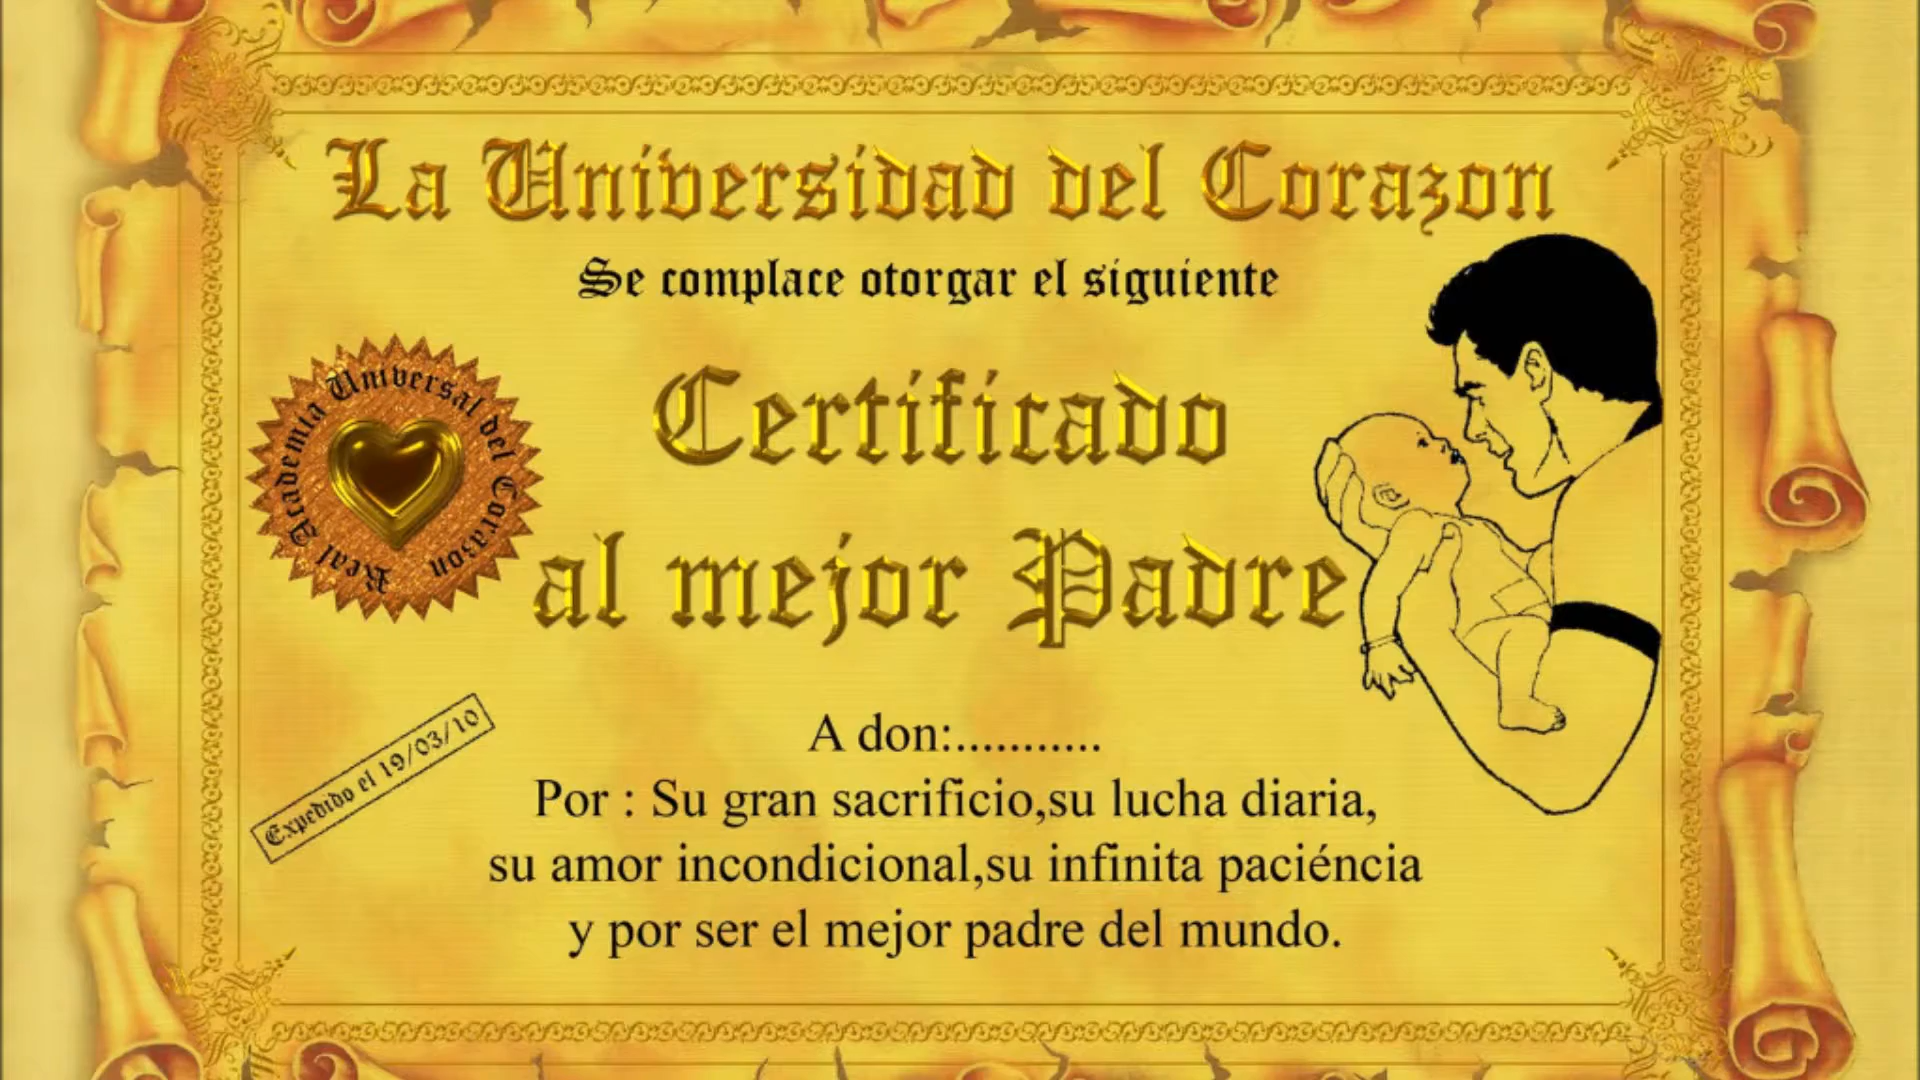 La Universidad del Corazon
Se complace otorgar el siguiente
Certificado
al mejor Padre
Real Academia Universal del Corazon
Expedido el 19/03/10
A don:...........
Por : Su gran sacrificio,su lucha diaria,
su amor incondicional,su infinita paciéncia
y por ser el mejor padre del mundo.